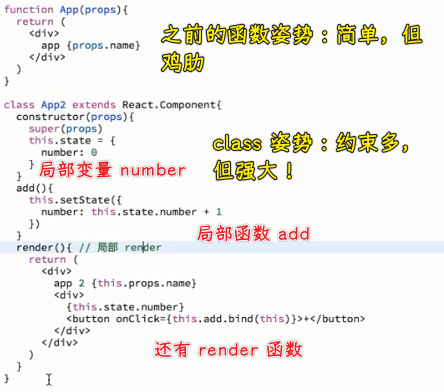 function App(props){
  return (
    <div>
      app {props.name}
    </div>
  )
}
之前的函数姿势：简单，但
鸡肋
class App2 extends React.Component{
  constructor(props){
    super(props)
    this.state = {
      number: 0
    }
  }
局部变量 number
class 姿势：约束多，
但强大！
  add(){
    this.setState({
      number: this.state.number + 1
    })
  }
局部函数 add
  render(){ // 局部 render
    return (
      <div>
        app 2 {this.props.name}
        <div>
          {this.state.number}
          <button onClick={this.add.bind(this)}>+</button>
        </div>
      </div>
    )
  }
}
还有 render 函数